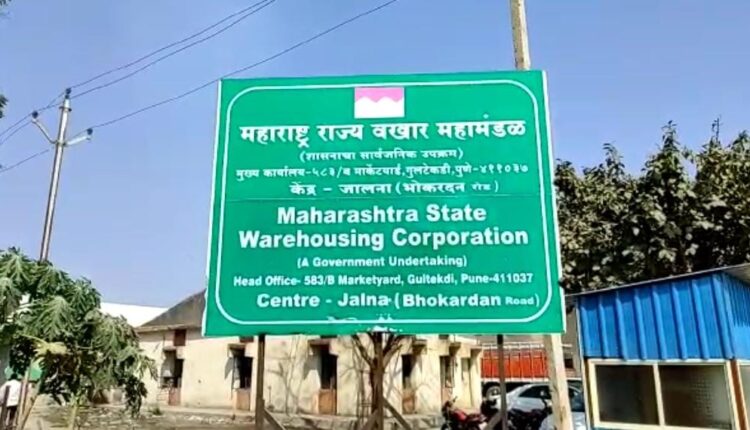 महाराष्ट्र राज्य वखार महामंडळ
(शासनाचा सार्वजनिक उपक्रम)
मुख्य कार्यालय-५८३/ब मार्केटयार्ड,गुलटेकडी,पुणे-४११०३७
केंद्र - जालना (भोकरदन रोड)
Maharashtra State
Warehousing Corporation
(A Government Undertaking)
Head Office- 583/B Marketyard, Gultekdi, Pune-411037
Centre - Jalna (Bhokardan Road)